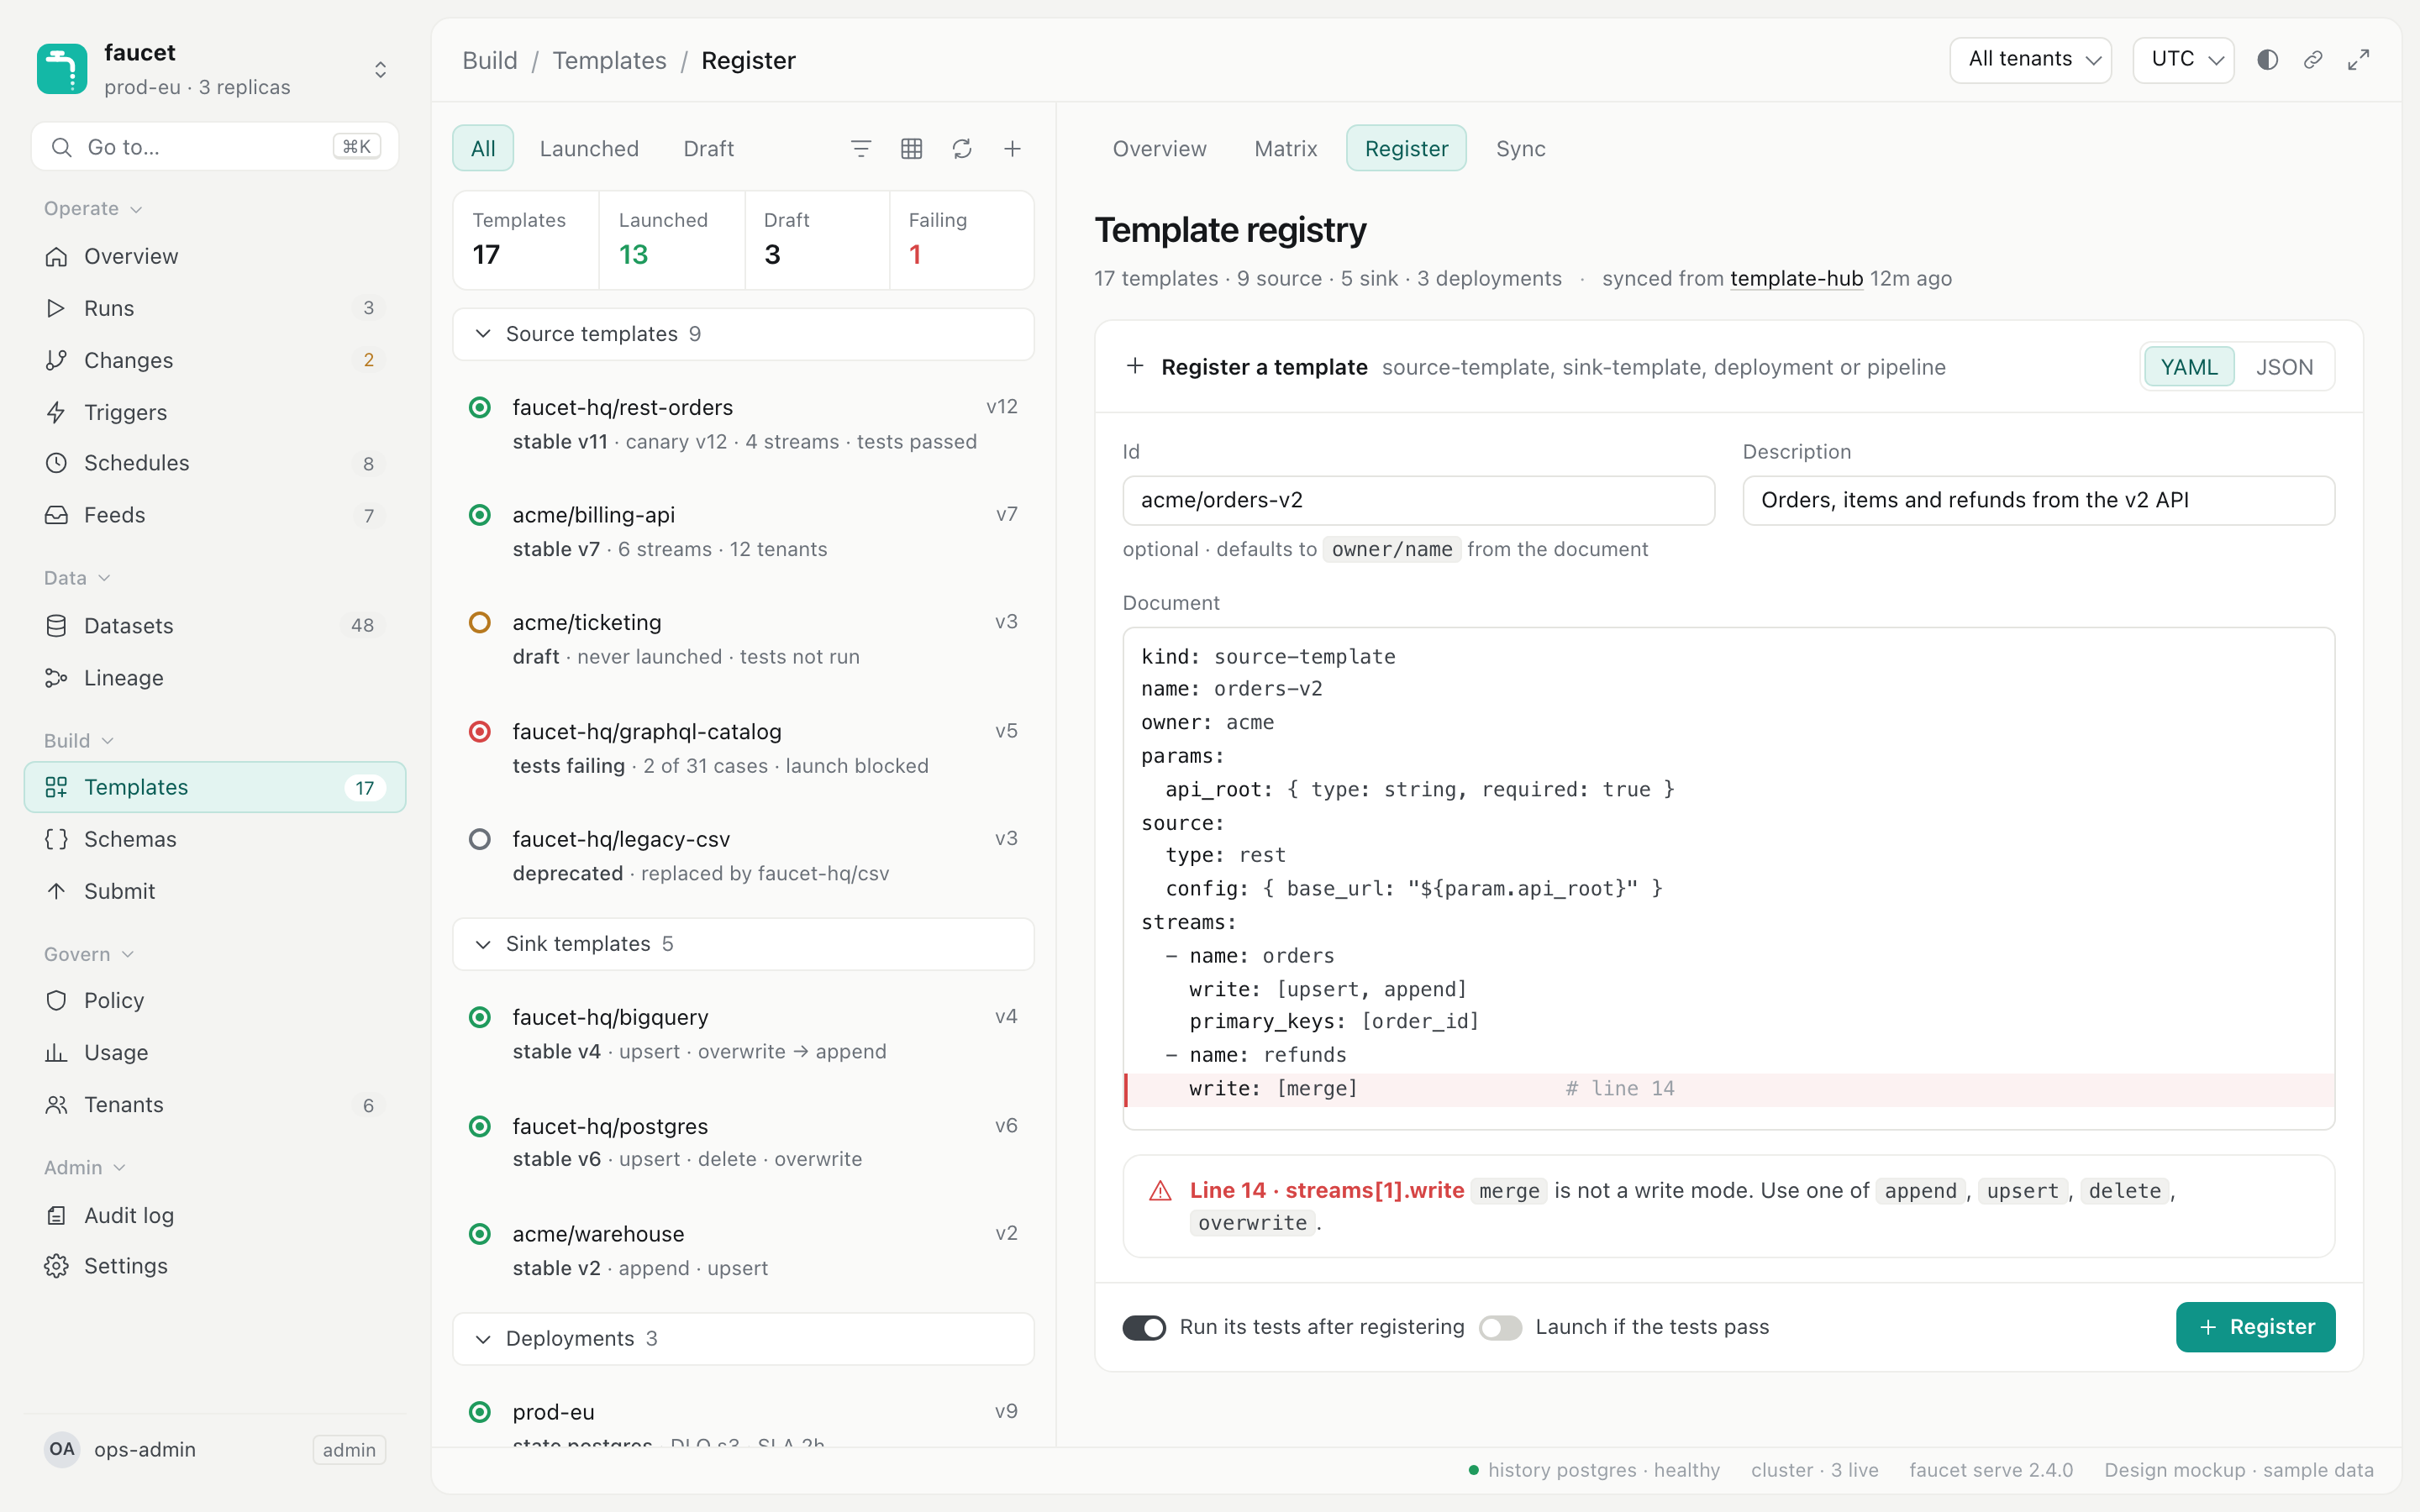 faucet
prod-eu · 3 replicas
Go to...
⌘K
Operate
Overview
Runs 3
Changes 2
Triggers
Schedules 8
Feeds 7
Data
Datasets 48
Lineage
Build
Templates 17
Schemas
Submit
Govern
Policy
Usage
Tenants 6
Admin
Audit log
Settings
OA ops-admin admin
Build / Templates / Register
All tenants
UTC
All Launched Draft
Templates Launched Draft Failing
17 13 3 1
Source templates 9
faucet-hq/rest-orders v12
stable v11 · canary v12 · 4 streams · tests passed
acme/billing-api v7
stable v7 · 6 streams · 12 tenants
acme/ticketing v3
draft · never launched · tests not run
faucet-hq/graphql-catalog v5
tests failing · 2 of 31 cases · launch blocked
faucet-hq/legacy-csv v3
deprecated · replaced by faucet-hq/csv
Sink templates 5
faucet-hq/bigquery v4
stable v4 · upsert · overwrite → append
faucet-hq/postgres v6
stable v6 · upsert · delete · overwrite
acme/warehouse v2
stable v2 · append · upsert
Deployments 3
prod-eu v9
state postgres · DLQ s3 · SLA 2h
Overview Matrix Register Sync
Template registry
17 templates · 9 source · 5 sink · 3 deployments · synced from template-hub 12m ago
Register a template source-template, sink-template, deployment or pipeline
YAML JSON
Id Description
acme/orders-v2 Orders, items and refunds from the v2 API
optional · defaults to owner/name from the document
Document
kind: source-template
name: orders-v2
owner: acme
params:
  api_root: { type: string, required: true }
source:
  type: rest
  config: { base_url: "${param.api_root}" }
streams:
  - name: orders
    write: [upsert, append]
    primary_keys: [order_id]
  - name: refunds
    write: [merge] # line 14
Line 14 · streams[1].write merge is not a write mode. Use one of append, upsert, delete,
overwrite.
Run its tests after registering
Launch if the tests pass
+ Register
history postgres · healthy cluster · 3 live faucet serve 2.4.0 Design mockup · sample data